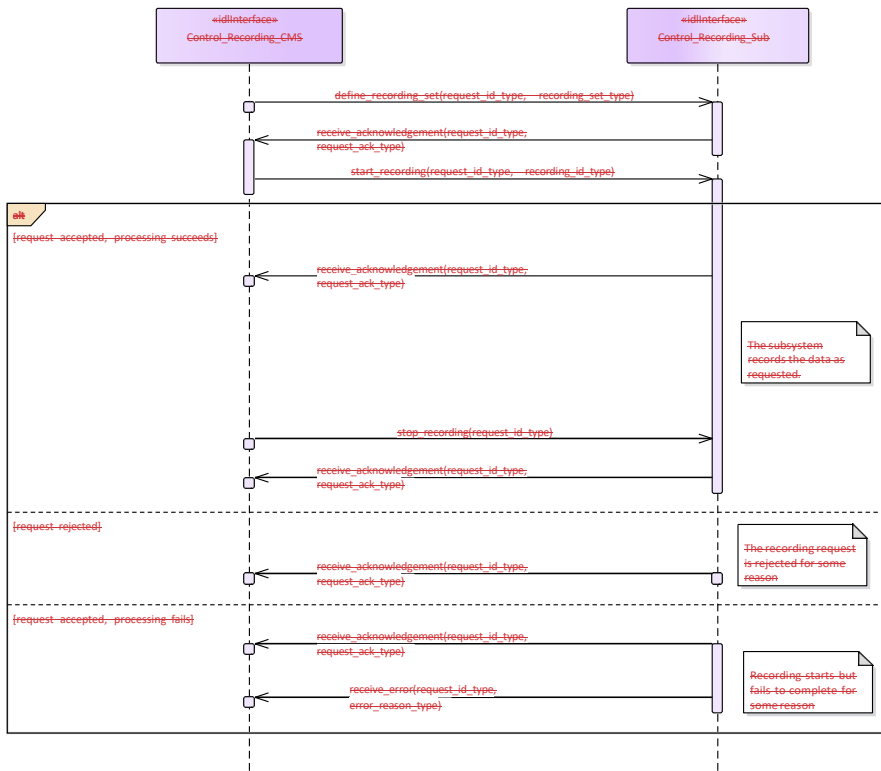 «idlInterface»
Control_Recording_CMS
«idlInterface»
Control_Recording_Sub
define_recording_set(request_id_type, recording_set_type)
receive_acknowledgement(request_id_type,
request_ack_type)
start_recording(request_id_type, recording_id_type)
alt
[request accepted, processing succeeds]
receive_acknowledgement(request_id_type,
request_ack_type)
The subsystem
records the data as
requested.
stop_recording(request_id_type)
receive_acknowledgement(request_id_type,
request_ack_type)
[request rejected]
The recording request
is rejected for some
reason
receive_acknowledgement(request_id_type,
request_ack_type)
[request accepted, processing fails]
receive_acknowledgement(request_id_type,
request_ack_type)
Recording starts but
fails to complete for
some reason
receive_error(request_id_type,
error_reason_type)